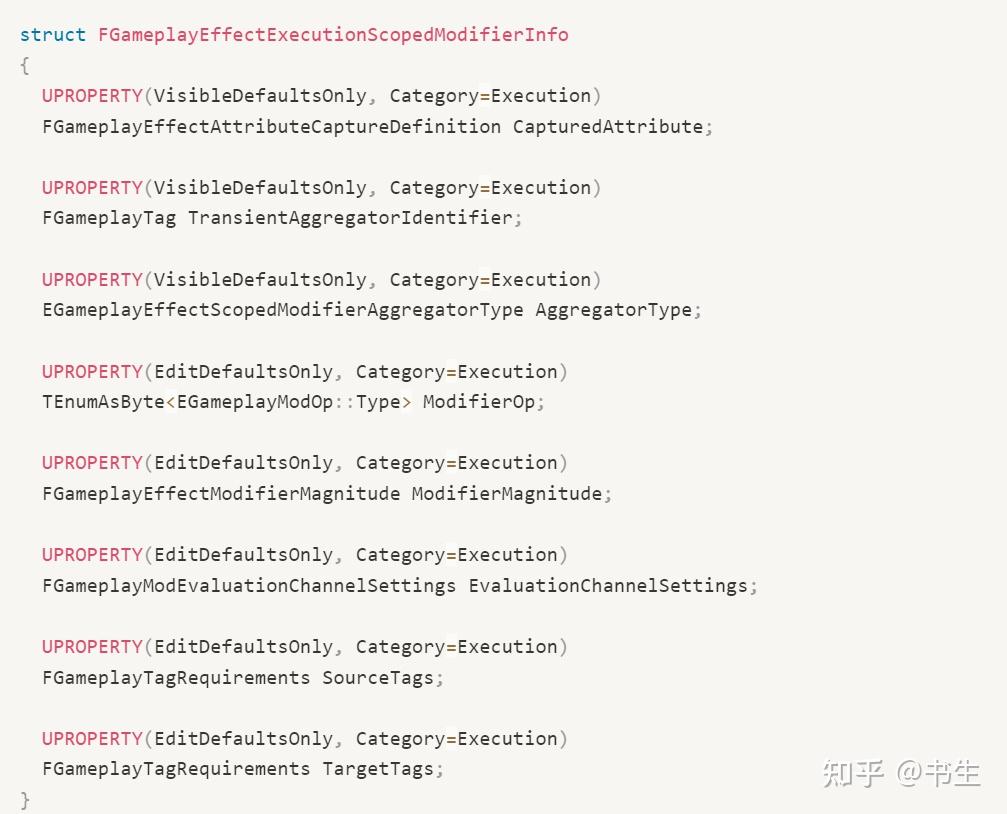 struct FGameplayEffectExecutionScopedModifierInfo
{
UPROPERTY(VisibleDefaultsOnly, Category=Execution)
FGameplayEffectAttributeCaptureDefinition CapturedAttribute;
UPROPERTY(VisibleDefaultsOnly, Category=Execution)
FGameplayTag TransientAggregatorIdentifier;
UPROPERTY(VisibleDefaultsOnly, Category=Execution)
EGameplayEffectScopedModifierAggregatorType AggregatorType;
UPROPERTY(EditDefaultsOnly, Category=Execution)
TEnumAsByte<EGameplayModOp::Type> ModifierOp;
UPROPERTY(EditDefaultsOnly, Category=Execution)
FGameplayEffectModifierMagnitude ModifierMagnitude;
UPROPERTY(EditDefaultsOnly, Category=Execution)
FGameplayModEvaluationChannelSettings EvaluationChannelSettings;
UPROPERTY(EditDefaultsOnly, Category=Execution)
FGameplayTagRequirements SourceTags;
UPROPERTY(EditDefaultsOnly, Category=Execution)
FGameplayTagRequirements TargetTags;
}
知乎 @书生